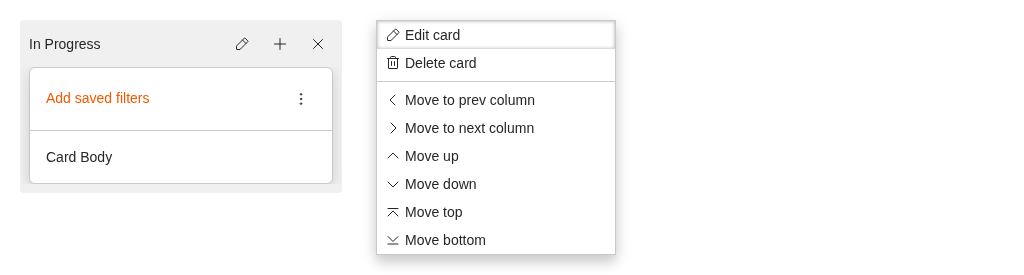 In Progress
Add saved filters
Card Body
Edit card
Delete card
Move to prev column
Move to next column
Move up
Move down
Move top
Move bottom